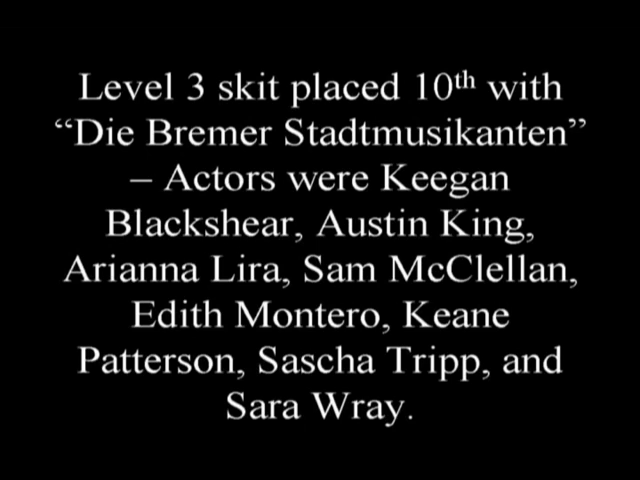 Level 3 skit placed 10th with
“Die Bremer Stadtmusikanten”
– Actors were Keegan
Blackshear, Austin King,
Arianna Lira, Sam McClellan,
Edith Montero, Keane
Patterson, Sascha Tripp, and
Sara Wray.